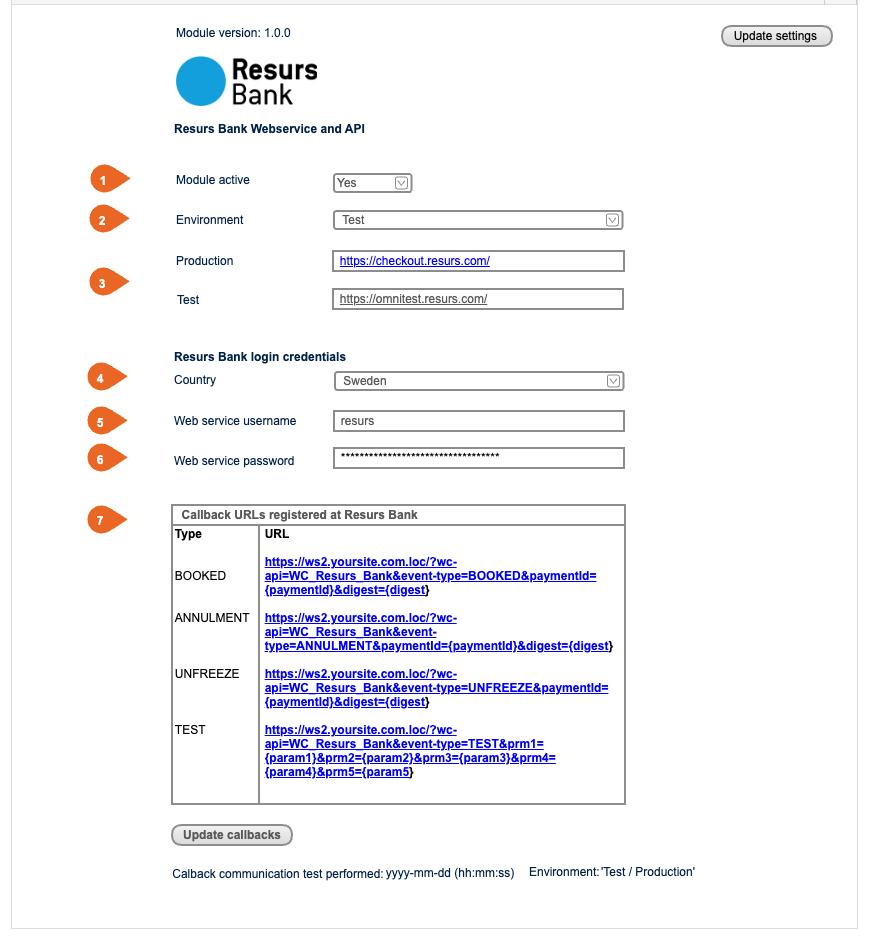 Module version: 1.0.0
Update settings
Resurs
Bank
Resurs Bank Webservice and API
1
Module active
Yes
2
Environment
Test
Production
https://checkout.resurs.com/
3
Test
https://omnitest.resurs.com/
Resurs Bank login credentials
4
Country
Sweden
5
Web service username
resurs
6
Web service password
*********************************
7
Callback URLs registered at Resurs Bank
Type
URL
BOOKED
https://ws2.yoursite.com.loc/?wc-
api=WC_Resurs_Bank&event-type=BOOKED&paymentId=
{paymentId}&digest={digest}
ANNULMENT
https://ws2.yoursite.com.loc/?wc-
api=WC_Resurs_Bank&event-
type=ANNULMENT&paymentId={paymentId}&digest={digest}
UNFREEZE
https://ws2.yoursite.com.loc/?wc-
api=WC_Resurs_Bank&event-type=UNFREEZE&paymentId=
{paymentId}&digest={digest}
TEST
https://ws2.yoursite.com.loc/?wc-
api=WC_Resurs_Bank&event-type=TEST&prm1=
{param1}&prm2={param2}&prm3={param3}&prm4=
{param4}&prm5={param5}
Update callbacks
Calback communication test performed: yyyy-mm-dd (hh:mm:ss) Environment: 'Test / Production'